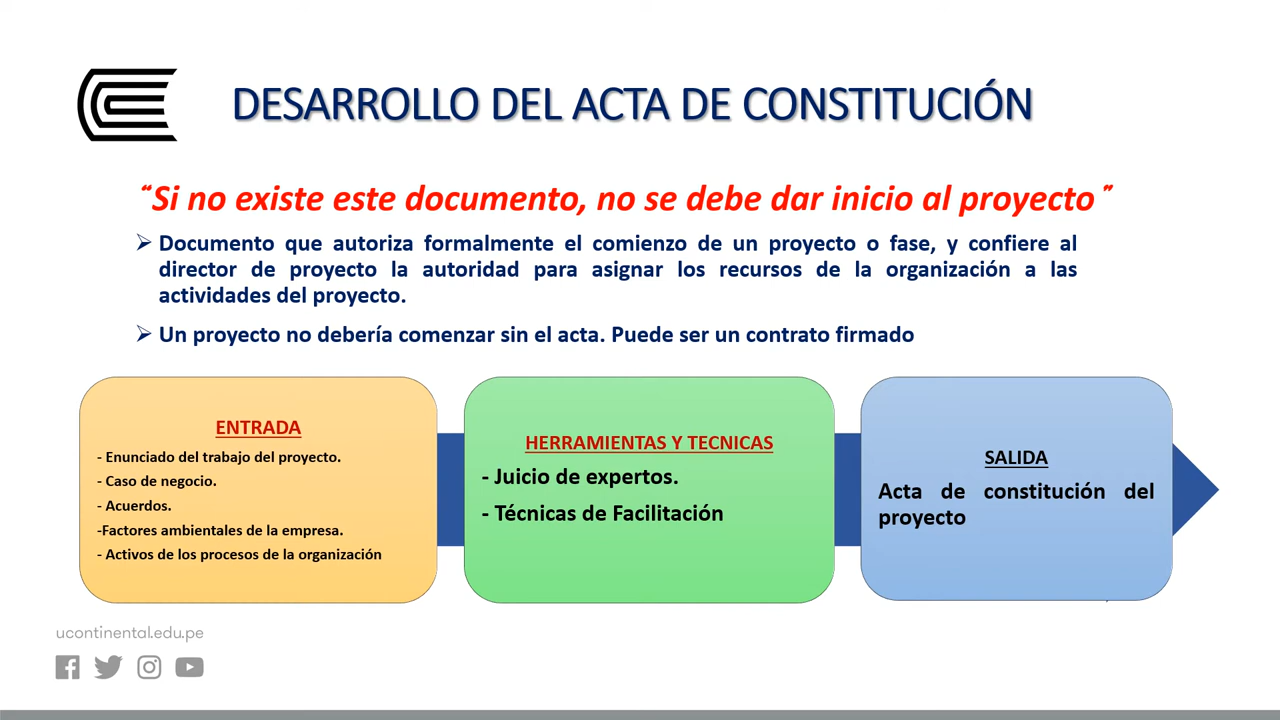 DESARROLLO DEL ACTA DE CONSTITUCIÓN
“Si no existe este documento, no se debe dar inicio al proyecto”
➢ Documento que autoriza formalmente el comienzo de un proyecto o fase, y confiere al
director de proyecto la autoridad para asignar los recursos de la organización a las
actividades del proyecto.
➢ Un proyecto no debería comenzar sin el acta. Puede ser un contrato firmado
ENTRADA
- Enunciado del trabajo del proyecto.
- Caso de negocio.
- Acuerdos.
-Factores ambientales de la empresa.
- Activos de los procesos de la organización
HERRAMIENTAS Y TECNICAS
- Juicio de expertos.
- Técnicas de Facilitación
SALIDA
Acta de constitución del
proyecto
ucontinental.edu.pe